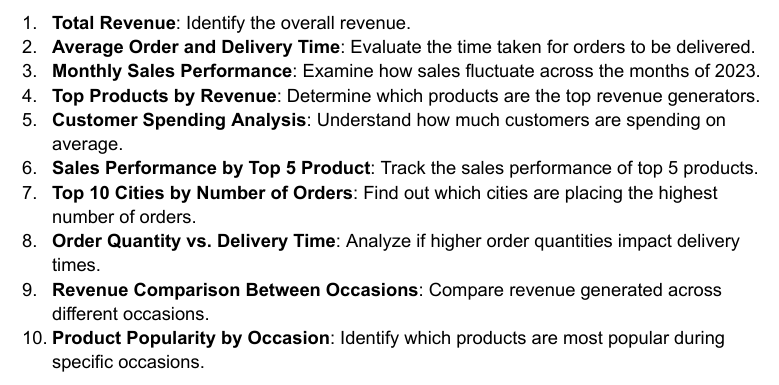 1. Total Revenue: Identify the overall revenue.
2. Average Order and Delivery Time: Evaluate the time taken for orders to be delivered.
3. Monthly Sales Performance: Examine how sales fluctuate across the months of 2023.
4. Top Products by Revenue: Determine which products are the top revenue generators.
5. Customer Spending Analysis: Understand how much customers are spending on
average.
6. Sales Performance by Top 5 Product: Track the sales performance of top 5 products.
7. Top 10 Cities by Number of Orders: Find out which cities are placing the highest
number of orders.
8. Order Quantity vs. Delivery Time: Analyze if higher order quantities impact delivery
times.
9. Revenue Comparison Between Occasions: Compare revenue generated across
different occasions.
10. Product Popularity by Occasion: Identify which products are most popular during
specific occasions.